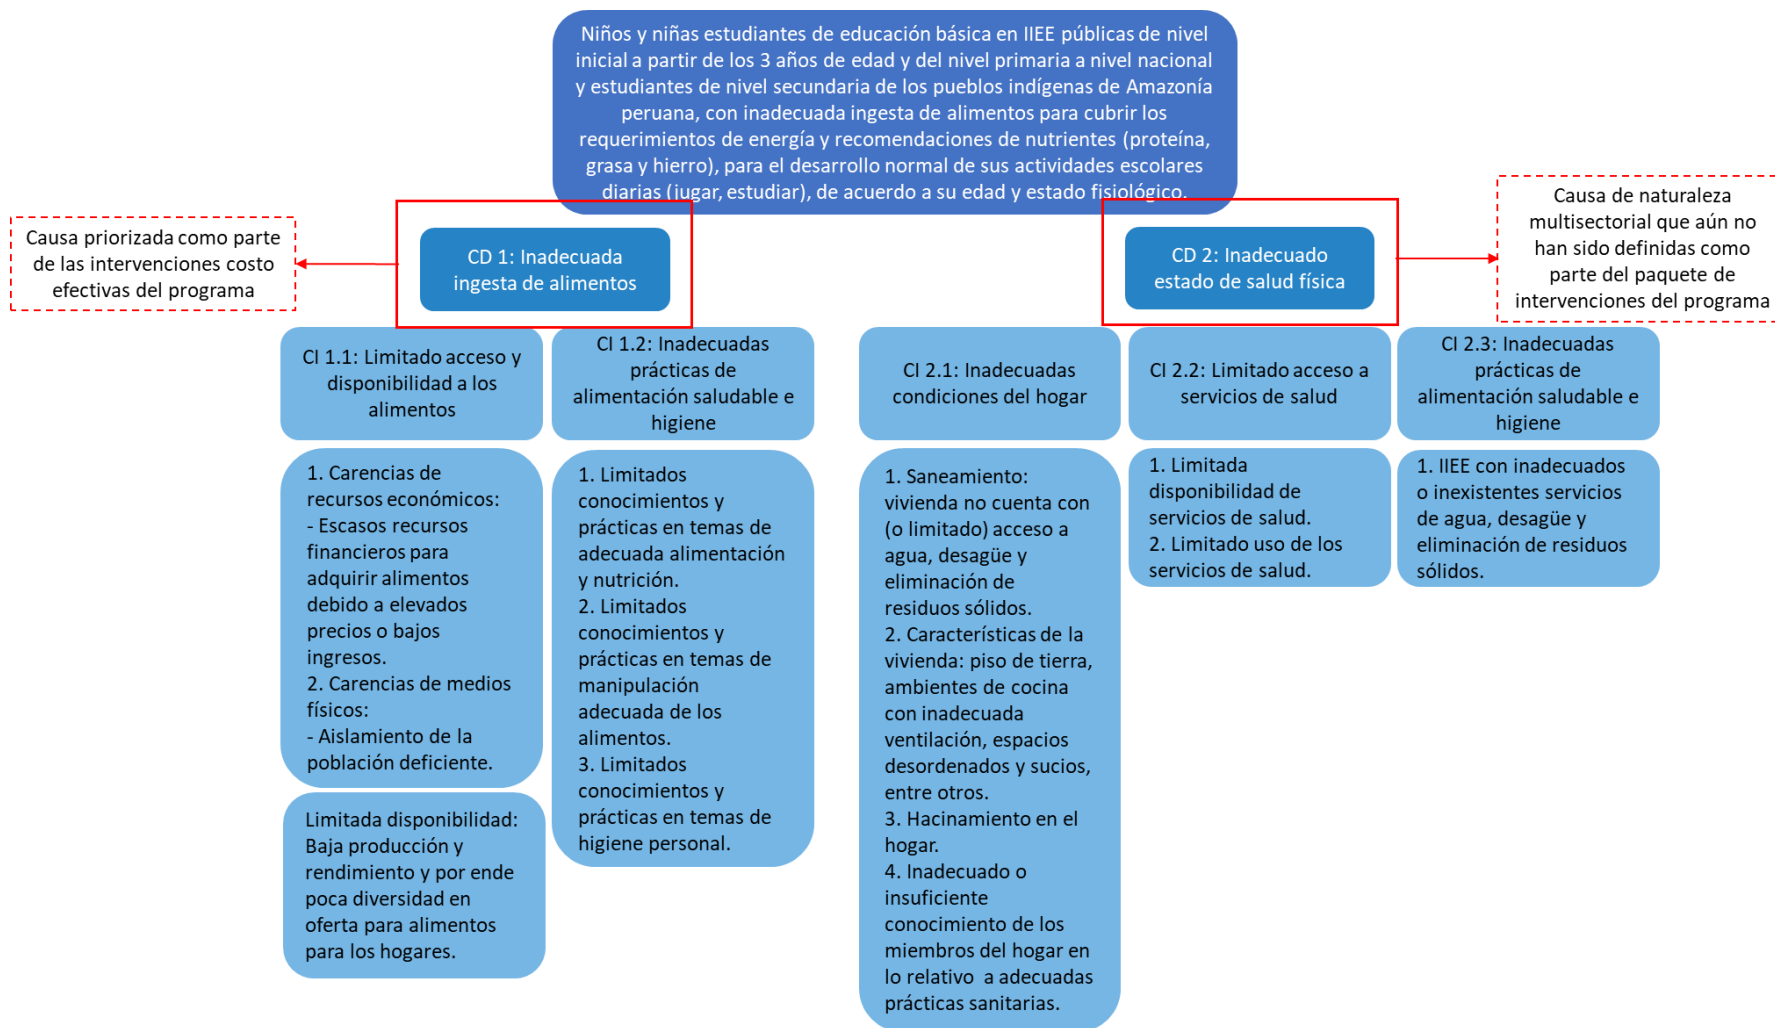 Niños y niñas estudiantes de educación básica en IIEE públicas de nivel
inicial a partir de los 3 años de edad y del nivel primaria a nivel nacional
y estudiantes de nivel secundaria de los pueblos indígenas de Amazonía
peruana, con inadecuada ingesta de alimentos para cubrir los
requerimientos de energía y recomendaciones de nutrientes (proteína,
grasa y hierro), para el desarrollo normal de sus actividades escolares
diarias (jugar, estudiar), de acuerdo a su edad y estado fisiológico.
Causa priorizada como parte
de las intervenciones costo
efectivas del programa
CD 1: Inadecuada
ingesta de alimentos
CD 2: Inadecuado
estado de salud física
Causa de naturaleza
multisectorial que aún no
han sido definidas como
parte del paquete de
intervenciones del programa
CI 1.1: Limitado acceso y
disponibilidad a los
alimentos
CI 1.2: Inadecuadas
prácticas de
alimentación saludable e
higiene
CI 2.1: Inadecuadas
condiciones del hogar
CI 2.2: Limitado acceso a
servicios de salud
CI 2.3: Inadecuadas
prácticas de
alimentación saludable e
higiene
1. Carencias de
recursos económicos:
- Escasos recursos
financieros para
adquirir alimentos
debido a elevados
precios o bajos
ingresos.
2. Carencias de medios
físicos:
- Aislamiento de la
población deficiente.
Limitada disponibilidad:
Baja producción y
rendimiento y por ende
poca diversidad en
oferta para alimentos
para los hogares.
1. Limitados
conocimientos y
prácticas en temas de
adecuada alimentación
y nutrición.
2. Limitados
conocimientos y
prácticas en temas de
manipulación
adecuada de los
alimentos.
3. Limitados
conocimientos y
prácticas en temas de
higiene personal.
1. Saneamiento:
vivienda no cuenta con
(o limitado) acceso a
agua, desagüe y
eliminación de
residuos sólidos.
2. Características de la
vivienda: piso de tierra,
ambientes de cocina
con inadecuada
ventilación, espacios
desordenados y sucios,
entre otros.
3. Hacinamiento en el
hogar.
4. Inadecuado o
insuficiente
conocimiento de los
miembros del hogar en
lo relativo a adecuadas
prácticas sanitarias.
1. Limitada
disponibilidad de
servicios de salud.
2. Limitado uso de los
servicios de salud.
1. IIEE con inadecuados
o inexistentes servicios
de agua, desagüe y
eliminación de residuos
sólidos.